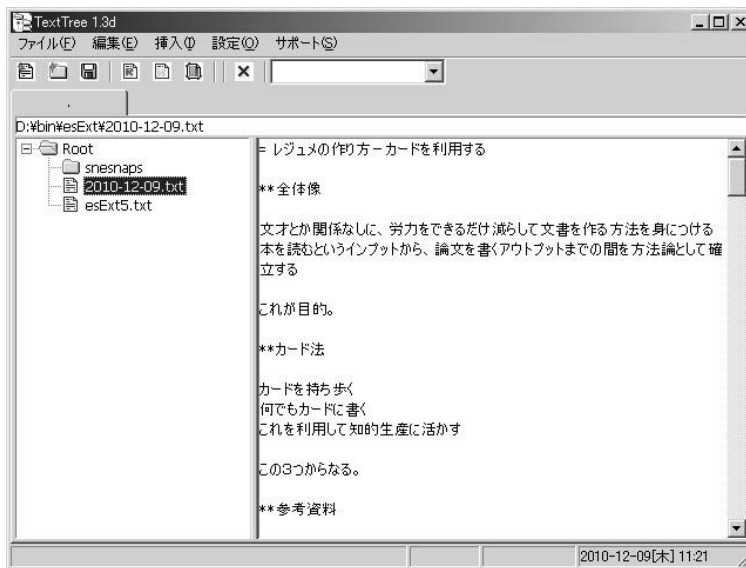 TextTree 1.3d
ファイル(F) 編集(E) 挿入(I) 設定(O) サポート(S)
D:¥bin¥esExt¥2010-12-09.txt
Root
snesnaps
2010-12-09.txt
esExt5.txt
= レジュメの作り方－カードを利用する
**全体像
文才とか関係なしに、労力をできるだけ減らして文書を作る方法を身につける
本を読むというインプットから、論文を書くアウトプットまでの間を方法論として確
立する
これが目的。
**カード法
カードを持ち歩く
何でもカードに書く
これを利用して知的生産に活かす
この3つからなる。
**参考資料
2010-12-09[木] 11:21